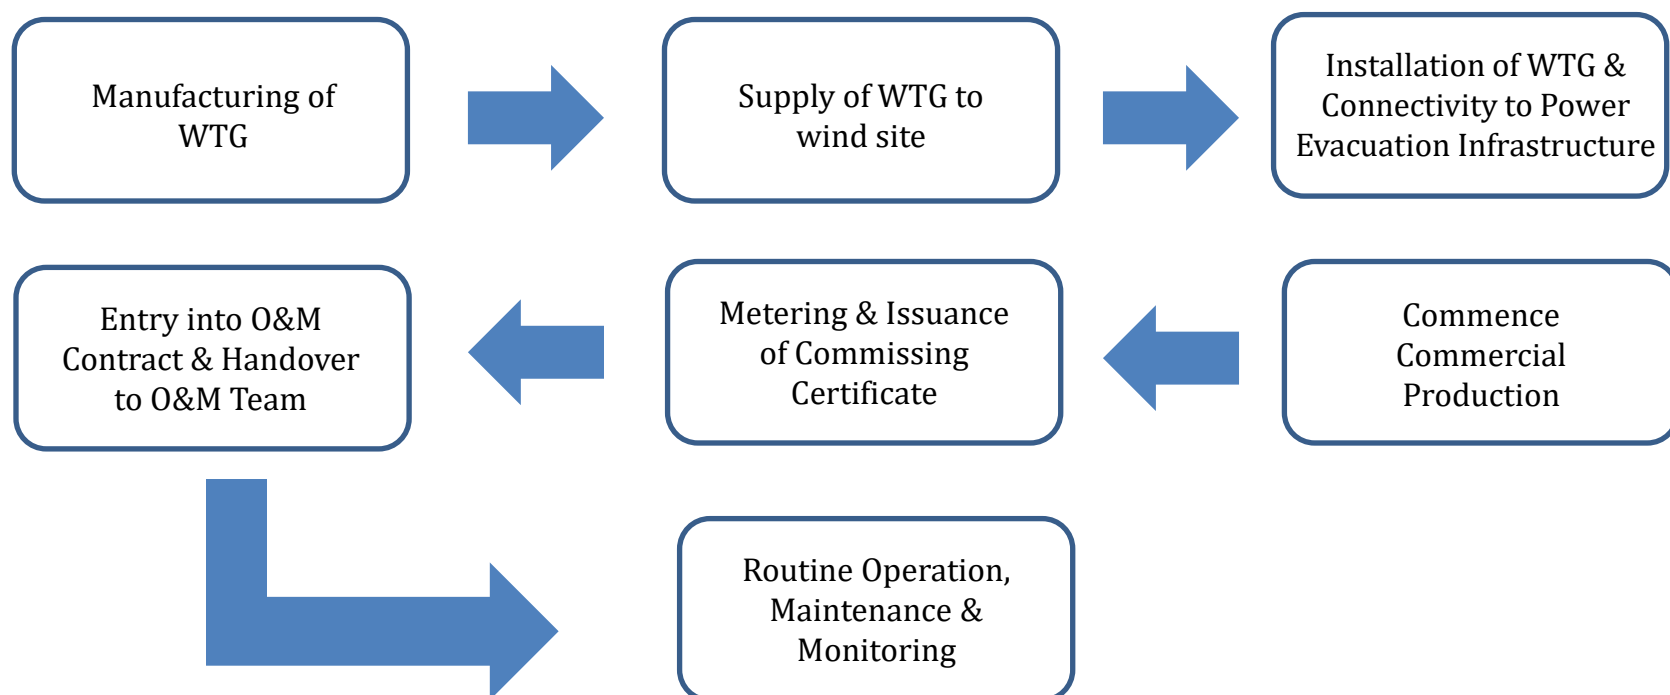 Manufacturing of
WTG
Supply of WTG to
wind site
Installation of WTG &
Connectivity to Power
Evacuation Infrastructure
Entry into O&M
Contract & Handover
to O&M Team
Metering & Issuance
of Commissing
Certificate
Commence
Commercial
Production
Routine Operation,
Maintenance &
Monitoring